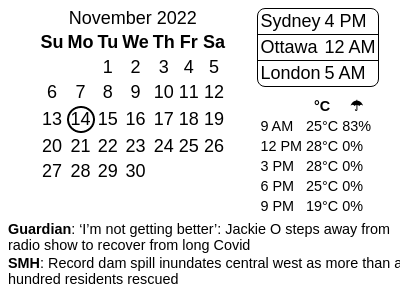 November 2022
Su Mo Tu We Th Fr Sa
1 2 3 4 5
6 7 8 9 10 11 12
13 14 15 16 17 18 19
20 21 22 23 24 25 26
27 28 29 30
Sydney 4 PM
Ottawa 12 AM
London 5 AM
°C ☂
9 AM 25°C 83%
12 PM 28°C 0%
3 PM 28°C 0%
6 PM 25°C 0%
9 PM 19°C 0%
Guardian: ‘I’m not getting better’: Jackie O steps away from
radio show to recover from long Covid
SMH: Record dam spill inundates central west as more than a
hundred residents rescued